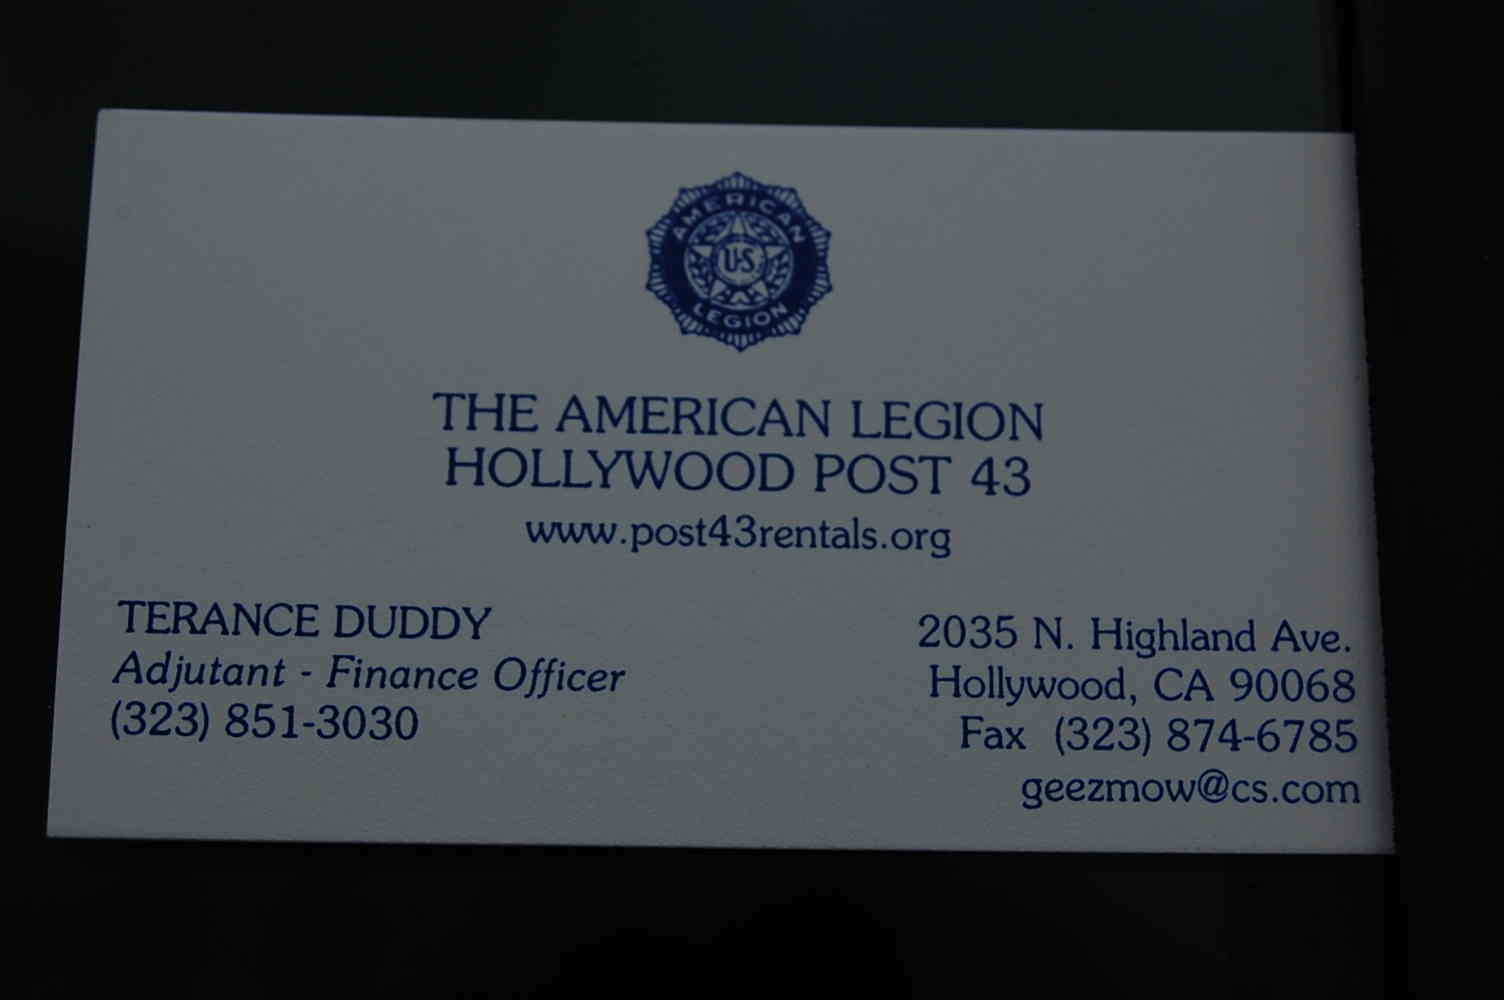 AMERICAN
U.S.
LEGION
THE AMERICAN LEGION
HOLLYWOOD POST 43
www.post43rentals.org
TERANCE DUDDY
Adjutant - Finance Officer
(323) 851-3030
2035 N. Highland Ave.
Hollywood, CA 90068
Fax (323) 874-6785
geezmow@cs.com